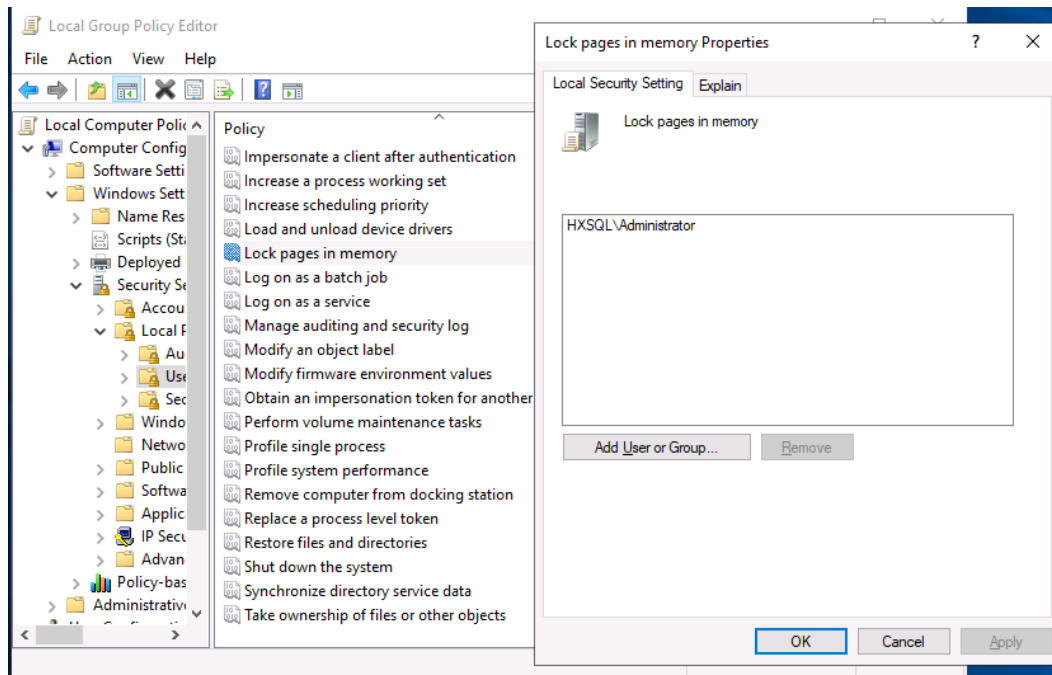 Local Group Policy Editor
File Action View Help
Local Computer Polic
Computer Config
Software Setti
Windows Sett
Name Res
Scripts (Sta
Deployed
Security Se
Accou
Local P
Au
Use
Sec
Windo
Netwo
Public
Softwa
Applic
IP Secu
Advan
Policy-bas
Administrativ
Policy
Impersonate a client after authentication
Increase a process working set
Increase scheduling priority
Load and unload device drivers
Lock pages in memory
Log on as a batch job
Log on as a service
Manage auditing and security log
Modify an object label
Modify firmware environment values
Obtain an impersonation token for another
Perform volume maintenance tasks
Profile single process
Profile system performance
Remove computer from docking station
Replace a process level token
Restore files and directories
Shut down the system
Synchronize directory service data
Take ownership of files or other objects
Lock pages in memory Properties
Local Security Setting Explain
Lock pages in memory
HXSQL\Administrator
Add User or Group... Remove
OK Cancel Apply